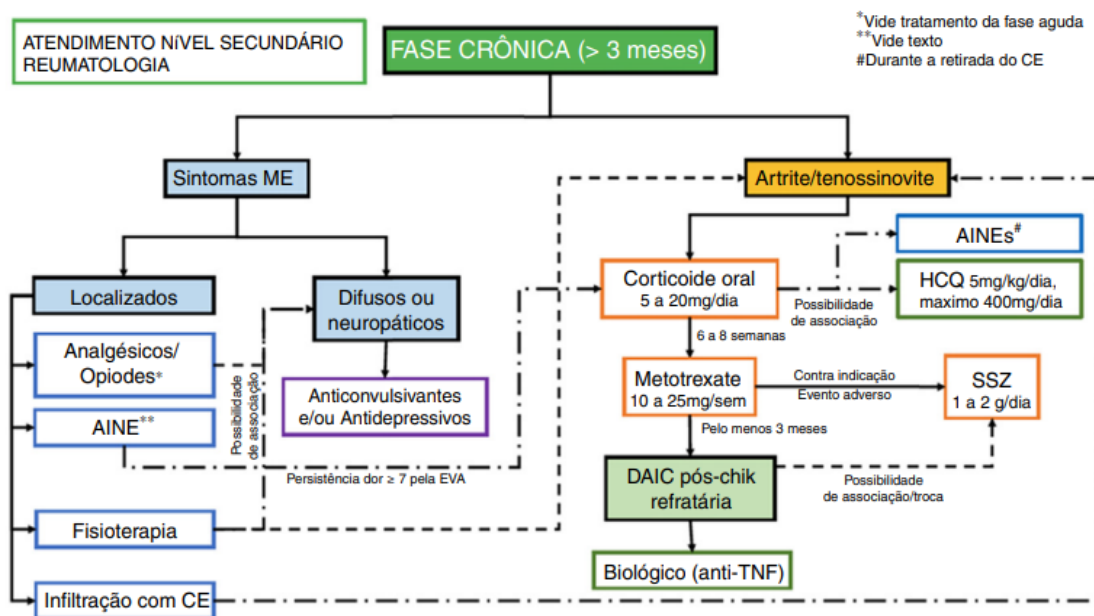 ATENDIMENTO NíVEL SECUNDÁRIO
REUMATOLOGIA
FASE CRÔNICA (> 3 meses)
*Vide tratamento da fase aguda
**Vide texto
#Durante a retirada do CE
Sintomas ME
Artrite/tenossinovite
Localizados
Difusos ou
neuropáticos
Analgésicos/
Opiodes*
AINE**
Possibilidade
de associação
Anticonvulsivantes
e/ou Antidepressivos
Persistência dor ≥ 7 pela EVA
Fisioterapia
Infiltração com CE
Corticoide oral
5 a 20mg/dia
Possibilidade
de associação
AINEs#
HCQ 5mg/kg/dia,
maximo 400mg/dia
6 a 8 semanas
Metotrexate
10 a 25mg/sem
Contra indicação
Evento adverso
SSZ
1 a 2 g/dia
Pelo menos 3 meses
DAIC pós-chik
refratária
Possibilidade
de associação/troca
Biológico (anti-TNF)